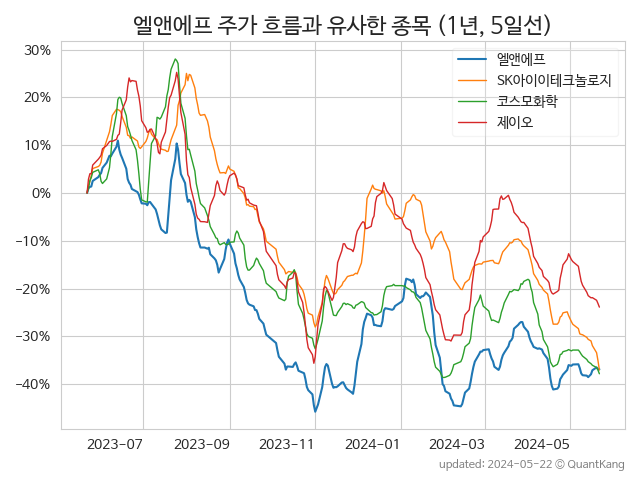 엘앤에프 주가 흐름과 유사한 종목 (1년, 5일선)
엘앤에프
SK아이이테크놀로지
코스모화학
제이오
30%
20%
10%
0%
−10%
−20%
−30%
−40%
2023-07 2023-09 2023-11 2024-01 2024-03 2024-05
updated: 2024-05-22 © QuantKang